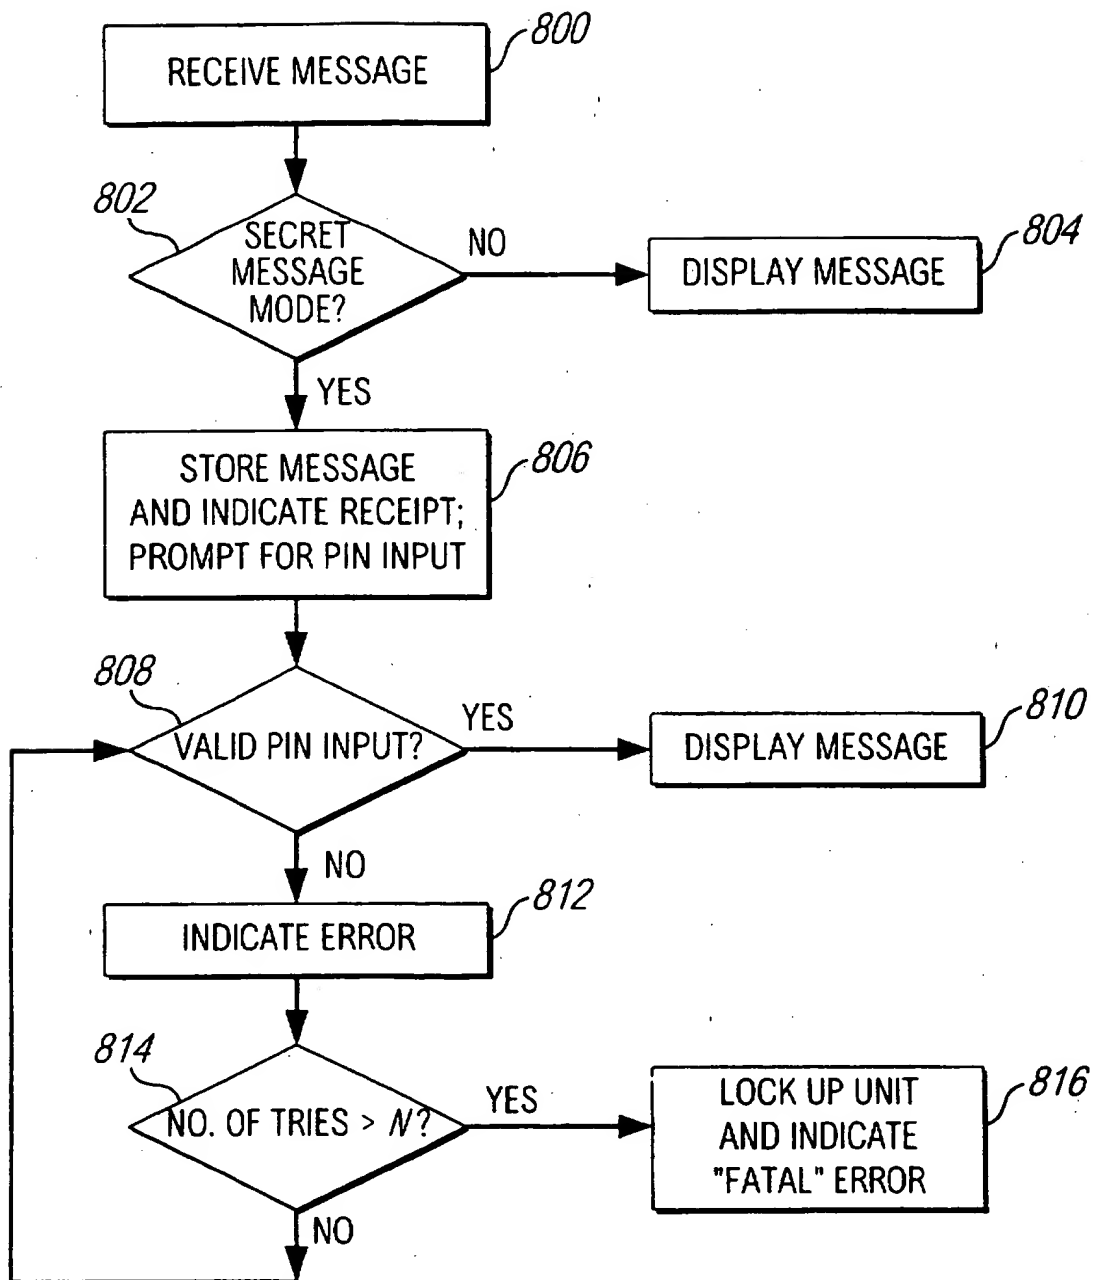 800
RECEIVE MESSAGE
802
SECRET
MESSAGE
MODE?
NO
804
DISPLAY MESSAGE
YES
806
STORE MESSAGE
AND INDICATE RECEIPT;
PROMPT FOR PIN INPUT
808
VALID PIN INPUT?
YES
810
DISPLAY MESSAGE
NO
812
INDICATE ERROR
814
NO. OF TRIES > N?
YES
816
LOCK UP UNIT
AND INDICATE
"FATAL" ERROR
NO